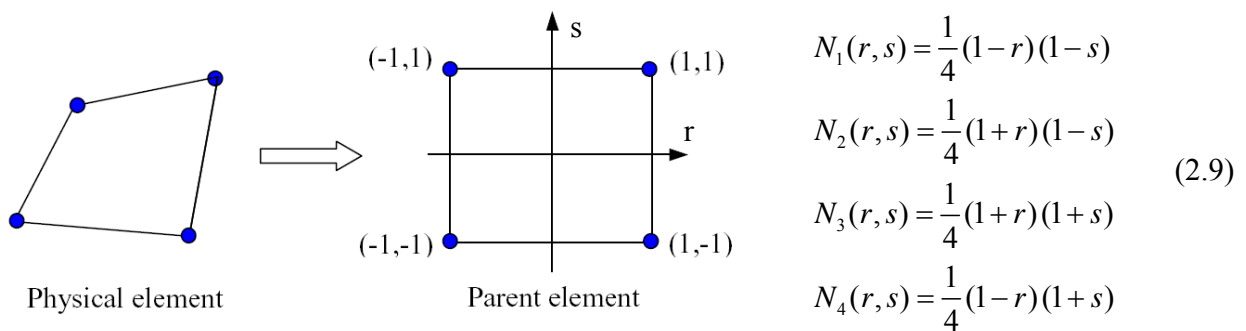 s
(-1,1)
(1,1)
r
(-1,-1)
(1,-1)
Physical element
Parent element
N₁(r,s) = 1/4 (1−r)(1−s)
N₂(r,s) = 1/4 (1+r)(1−s)
N₃(r,s) = 1/4 (1+r)(1+s)
N₄(r,s) = 1/4 (1−r)(1+s)
(2.9)